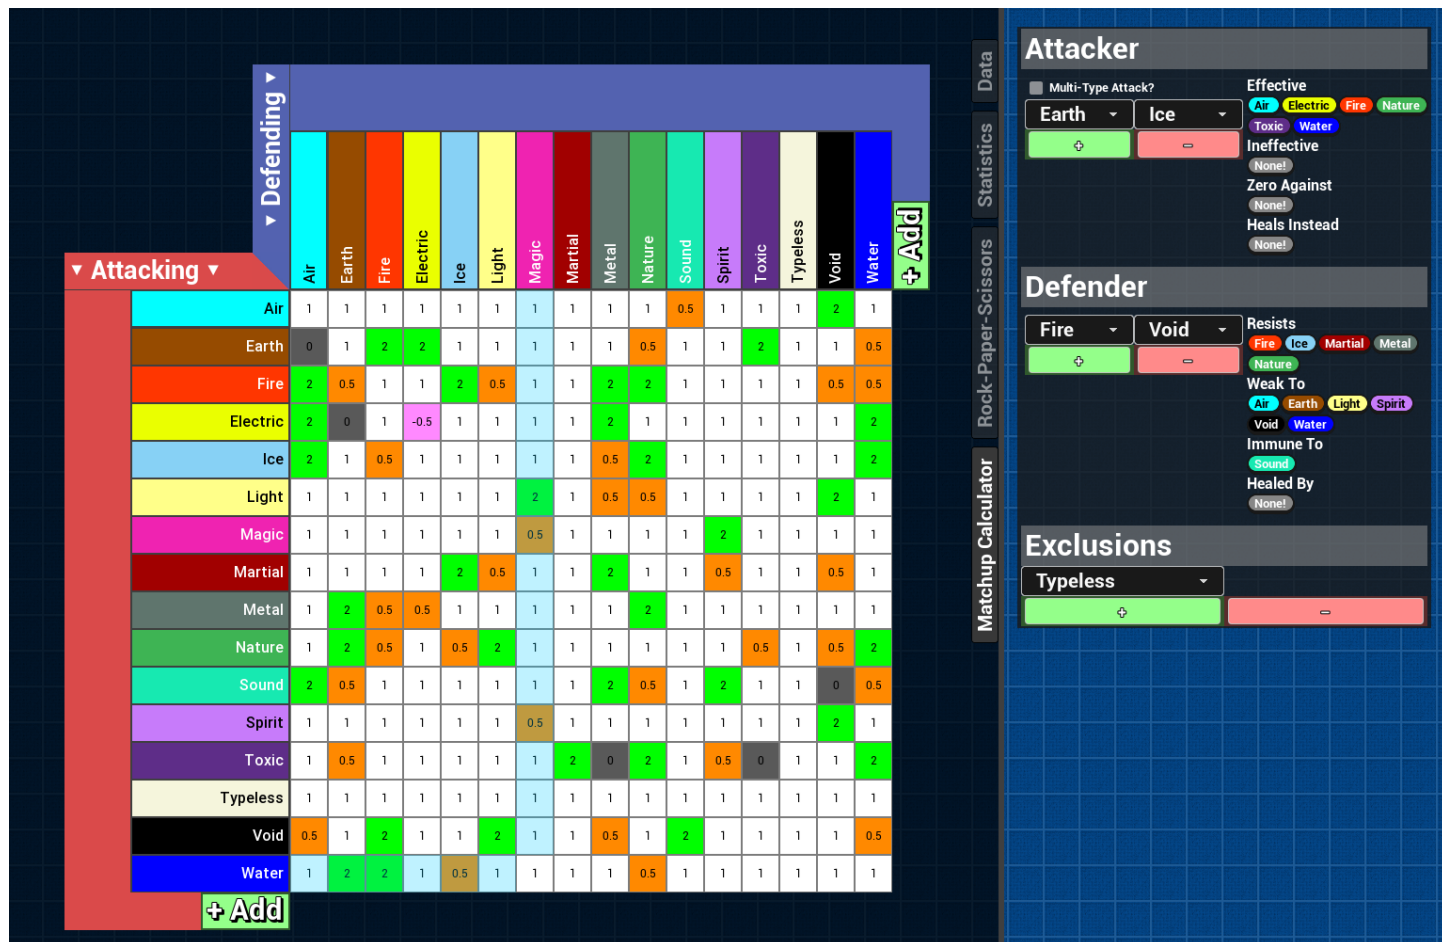 ▼ Defending ▼
Air Earth Fire Electric Ice Light Magic Martial Metal Nature Sound Spirit Toxic Typeless Void Water + Add
▼ Attacking ▼
Air 1 1 1 1 1 1 1 1 1 1 0.5 1 1 1 2 1
Earth 0 1 2 2 1 1 1 1 1 0.5 1 1 2 1 1 0.5
Fire 2 0.5 1 1 2 0.5 1 1 2 2 1 1 1 1 0.5 0.5
Electric 2 0 1 -0.5 1 1 1 1 2 1 1 1 1 1 1 2
Ice 2 1 0.5 1 1 1 1 1 0.5 2 1 1 1 1 1 2
Light 1 1 1 1 1 1 2 1 0.5 0.5 1 1 1 1 2 1
Magic 1 1 1 1 1 1 0.5 1 1 1 1 2 1 1 1 1
Martial 1 1 1 1 2 0.5 1 1 2 1 1 0.5 1 1 0.5 1
Metal 1 2 0.5 0.5 1 1 1 1 1 2 1 1 1 1 1 1
Nature 1 2 0.5 1 0.5 2 1 1 1 1 1 1 0.5 1 0.5 2
Sound 2 0.5 1 1 1 1 1 1 2 0.5 1 2 1 1 0 0.5
Spirit 1 1 1 1 1 1 0.5 1 1 1 1 1 1 1 2 1
Toxic 1 0.5 1 1 1 1 1 2 0 2 1 0.5 0 1 1 2
Typeless 1 1 1 1 1 1 1 1 1 1 1 1 1 1 1 1
Void 0.5 1 2 1 1 2 1 1 0.5 1 2 1 1 1 1 0.5
Water 1 2 2 1 0.5 1 1 1 1 0.5 1 1 1 1 1 1
+ Add
Data
Statistics
Rock-Paper-Scissors
Matchup Calculator
Attacker
Multi-Type Attack?
Earth Ice
+ −
Effective
Air Electric Fire Nature
Toxic Water
Ineffective
None!
Zero Against
None!
Heals Instead
None!
Defender
Fire Void
+ −
Resists
Fire Ice Martial Metal
Nature
Weak To
Air Earth Light Spirit
Void Water
Immune To
Sound
Healed By
None!
Exclusions
Typeless
+ −